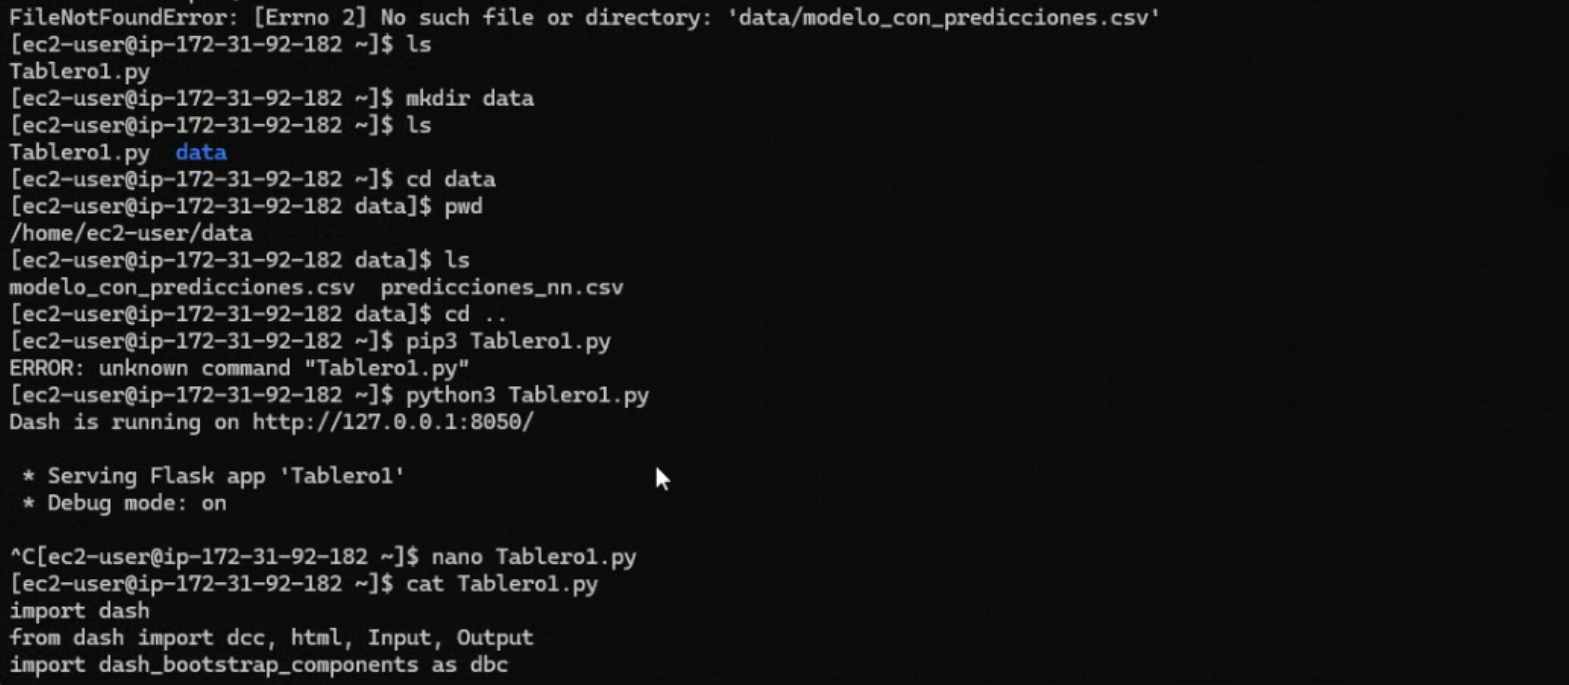 FileNotFoundError: [Errno 2] No such file or directory: 'data/modelo_con_predicciones.csv'
[ec2-user@ip-172-31-92-182 ~]$ ls
Tablero1.py
[ec2-user@ip-172-31-92-182 ~]$ mkdir data
[ec2-user@ip-172-31-92-182 ~]$ ls
Tablero1.py  data
[ec2-user@ip-172-31-92-182 ~]$ cd data
[ec2-user@ip-172-31-92-182 data]$ pwd
/home/ec2-user/data
[ec2-user@ip-172-31-92-182 data]$ ls
modelo_con_predicciones.csv  predicciones_nn.csv
[ec2-user@ip-172-31-92-182 data]$ cd ..
[ec2-user@ip-172-31-92-182 ~]$ pip3 Tablero1.py
ERROR: unknown command "Tablero1.py"
[ec2-user@ip-172-31-92-182 ~]$ python3 Tablero1.py
Dash is running on http://127.0.0.1:8050/
 * Serving Flask app 'Tablero1'
 * Debug mode: on
^C[ec2-user@ip-172-31-92-182 ~]$ nano Tablero1.py
[ec2-user@ip-172-31-92-182 ~]$ cat Tablero1.py
import dash
from dash import dcc, html, Input, Output
import dash_bootstrap_components as dbc